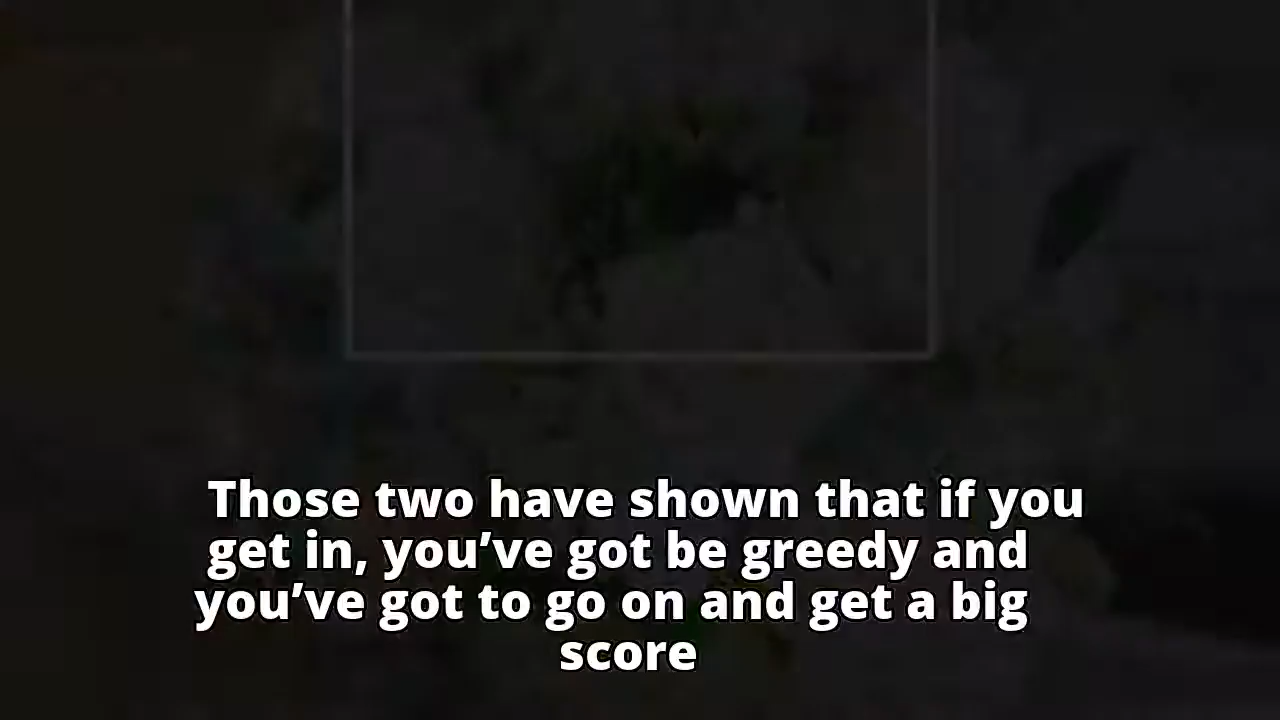 Those two have shown that if you
get in, you’ve got be greedy and
you’ve got to go on and get a big
score